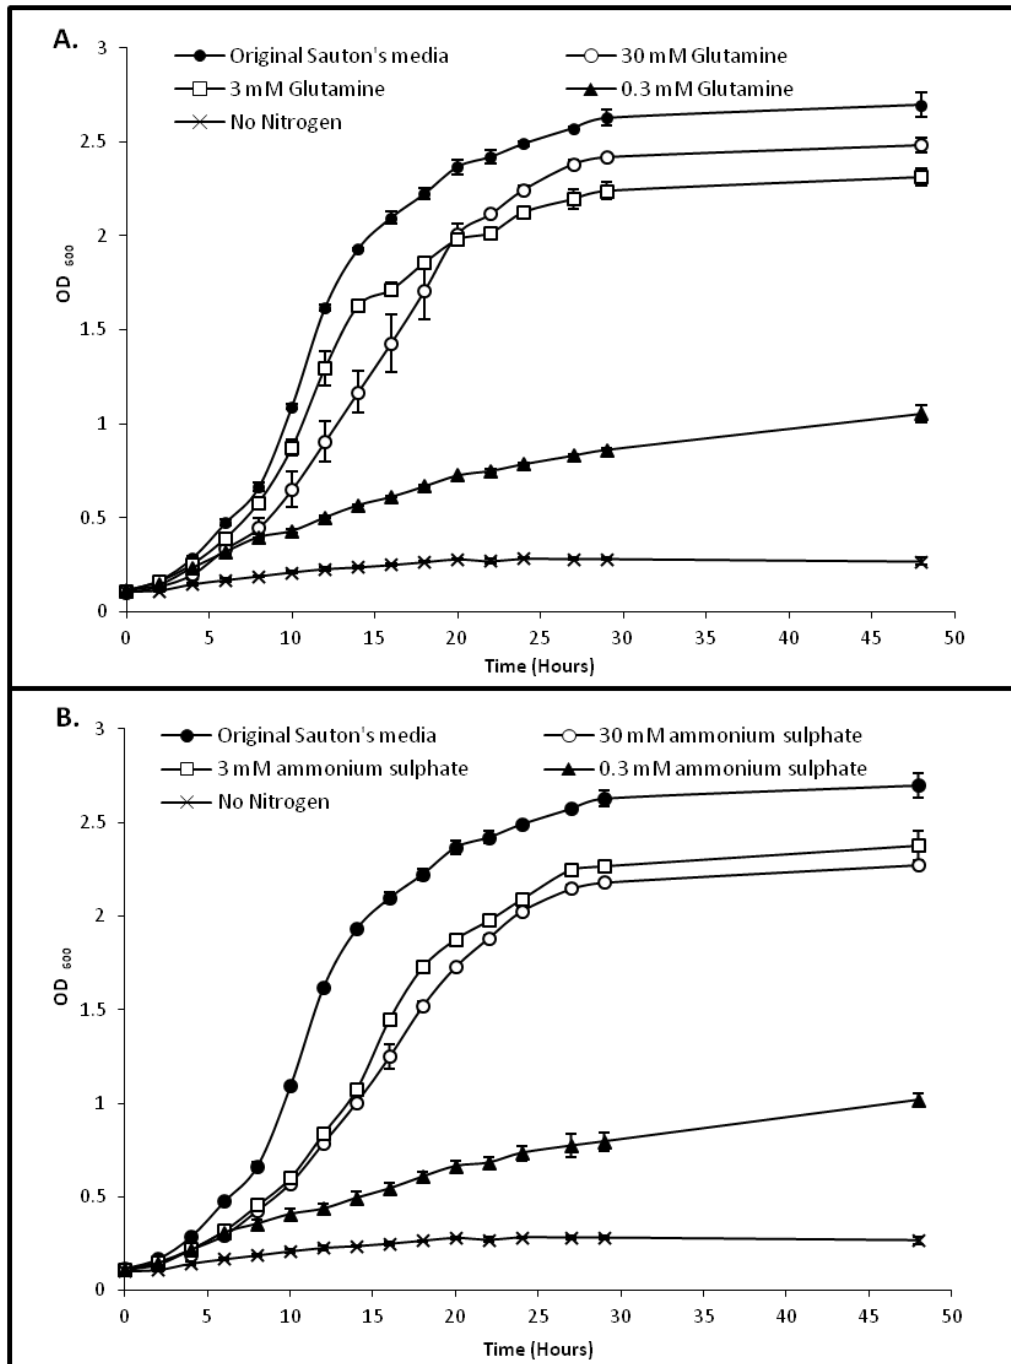 A.
Original Sauton's media
30 mM Glutamine
3 mM Glutamine
0.3 mM Glutamine
No Nitrogen
3
2.5
2
1.5
1
0.5
0
OD 600
0 5 10 15 20 25 30 35 40 45 50
Time (Hours)
B.
Original Sauton's media
30 mM ammonium sulphate
3 mM ammonium sulphate
0.3 mM ammonium sulphate
No Nitrogen
3
2.5
2
1.5
1
0.5
0
OD 600
0 5 10 15 20 25 30 35 40 45 50
Time (Hours)